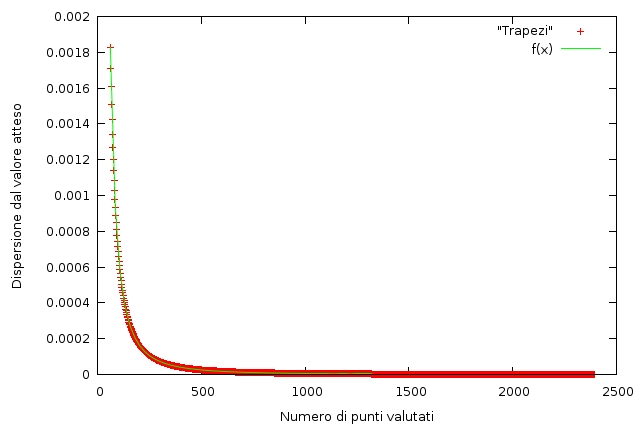 0.002
0.0018
0.0016
0.0014
0.0012
0.001
0.0008
0.0006
0.0004
0.0002
0
Dispersione dal valore atteso
"Trapezi"
f(x)
0 500 1000 1500 2000 2500
Numero di punti valutati